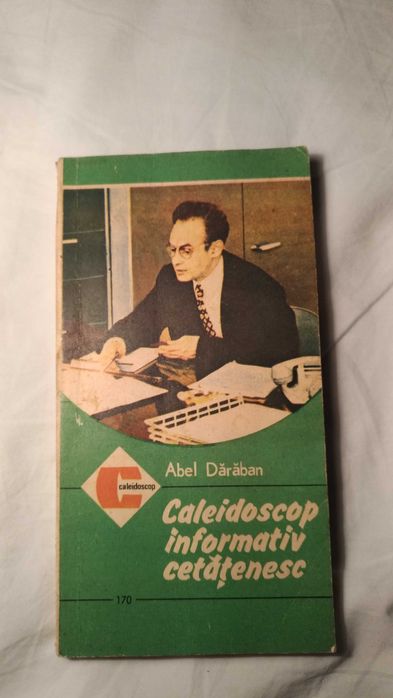 Abel Dărăban
caleidoscop
Caleidoscop
informativ
cetățenesc
170